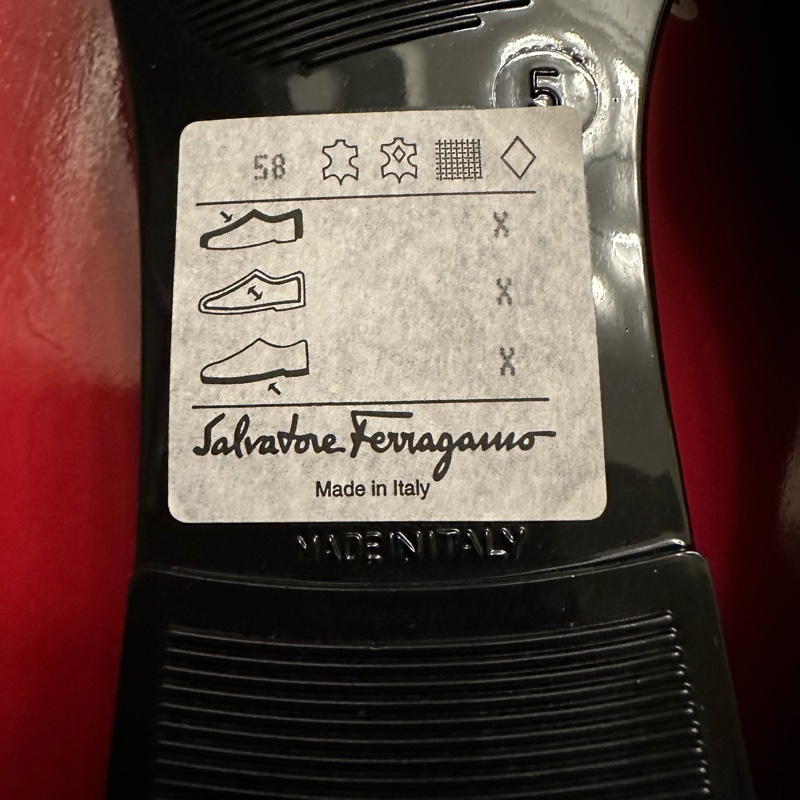 5
58
X
X
X
Salvatore Ferragamo
Made in Italy
MADE IN ITALY